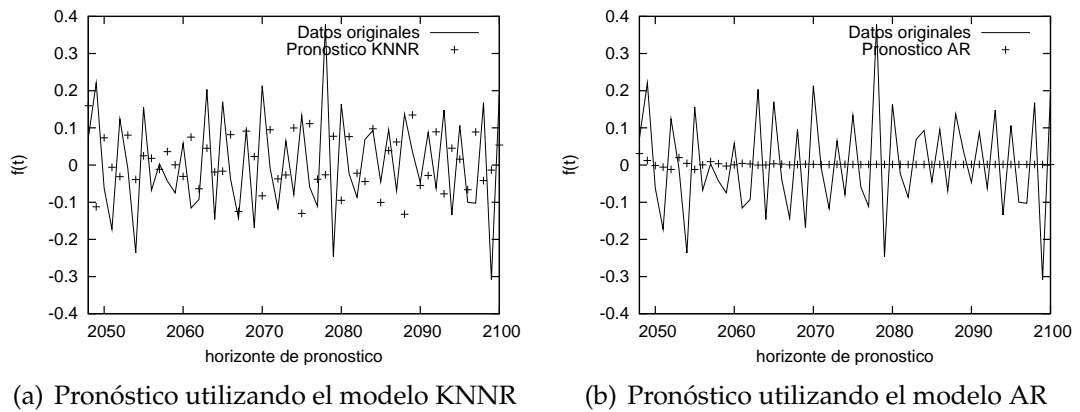 0.4
0.3
0.2
0.1
0
-0.1
-0.2
-0.3
-0.4
f(t)
Datos originales
Pronostico KNNR
2050 2060 2070 2080 2090 2100
horizonte de pronostico
(a) Pronóstico utilizando el modelo KNNR
0.4
0.3
0.2
0.1
0
-0.1
-0.2
-0.3
-0.4
f(t)
Datos originales
Pronostico AR
2050 2060 2070 2080 2090 2100
horizonte de pronostico
(b) Pronóstico utilizando el modelo AR